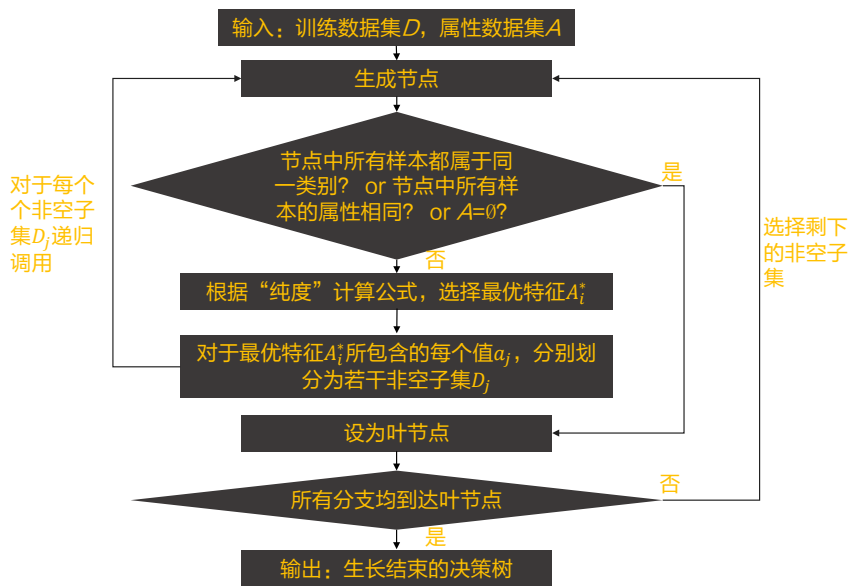 输入：训练数据集D，属性数据集A
生成节点
节点中所有样本都属于同
一类别？ or 节点中所有样
本的属性相同？ or A=∅?
是
否
对于每个
个非空子
集D_j递归
调用
选择剩下
的非空子
集
根据“纯度”计算公式，选择最优特征A_i^*
对于最优特征A_i^*所包含的每个值a_j，分别划
分为若干非空子集D_j
设为叶节点
所有分支均到达叶节点
否
是
输出：生长结束的决策树